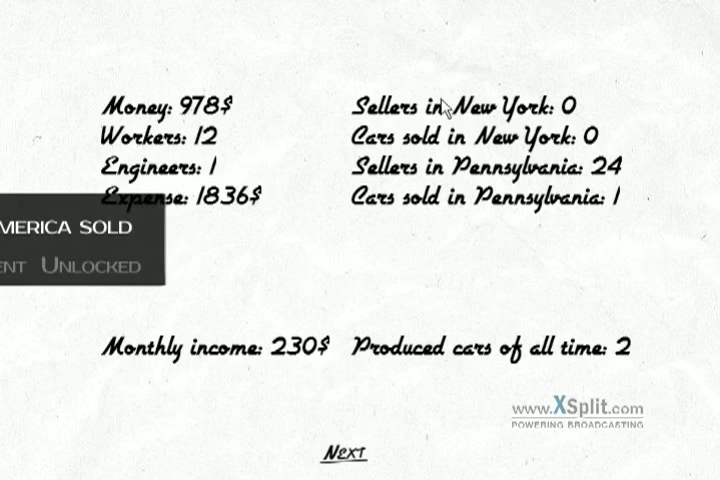 Money: 978$
Workers: 12
Engineers: 1
Expense: 1836$
Sellers in New York: 0
Cars sold in New York: 0
Sellers in Pennsylvania: 24
Cars sold in Pennsylvania: 1
MERICA SOLD
ENT UNLOCKED
Monthly income: 230$
Produced cars of all time: 2
www.XSplit.com
POWERING BROADCASTING
NEXT